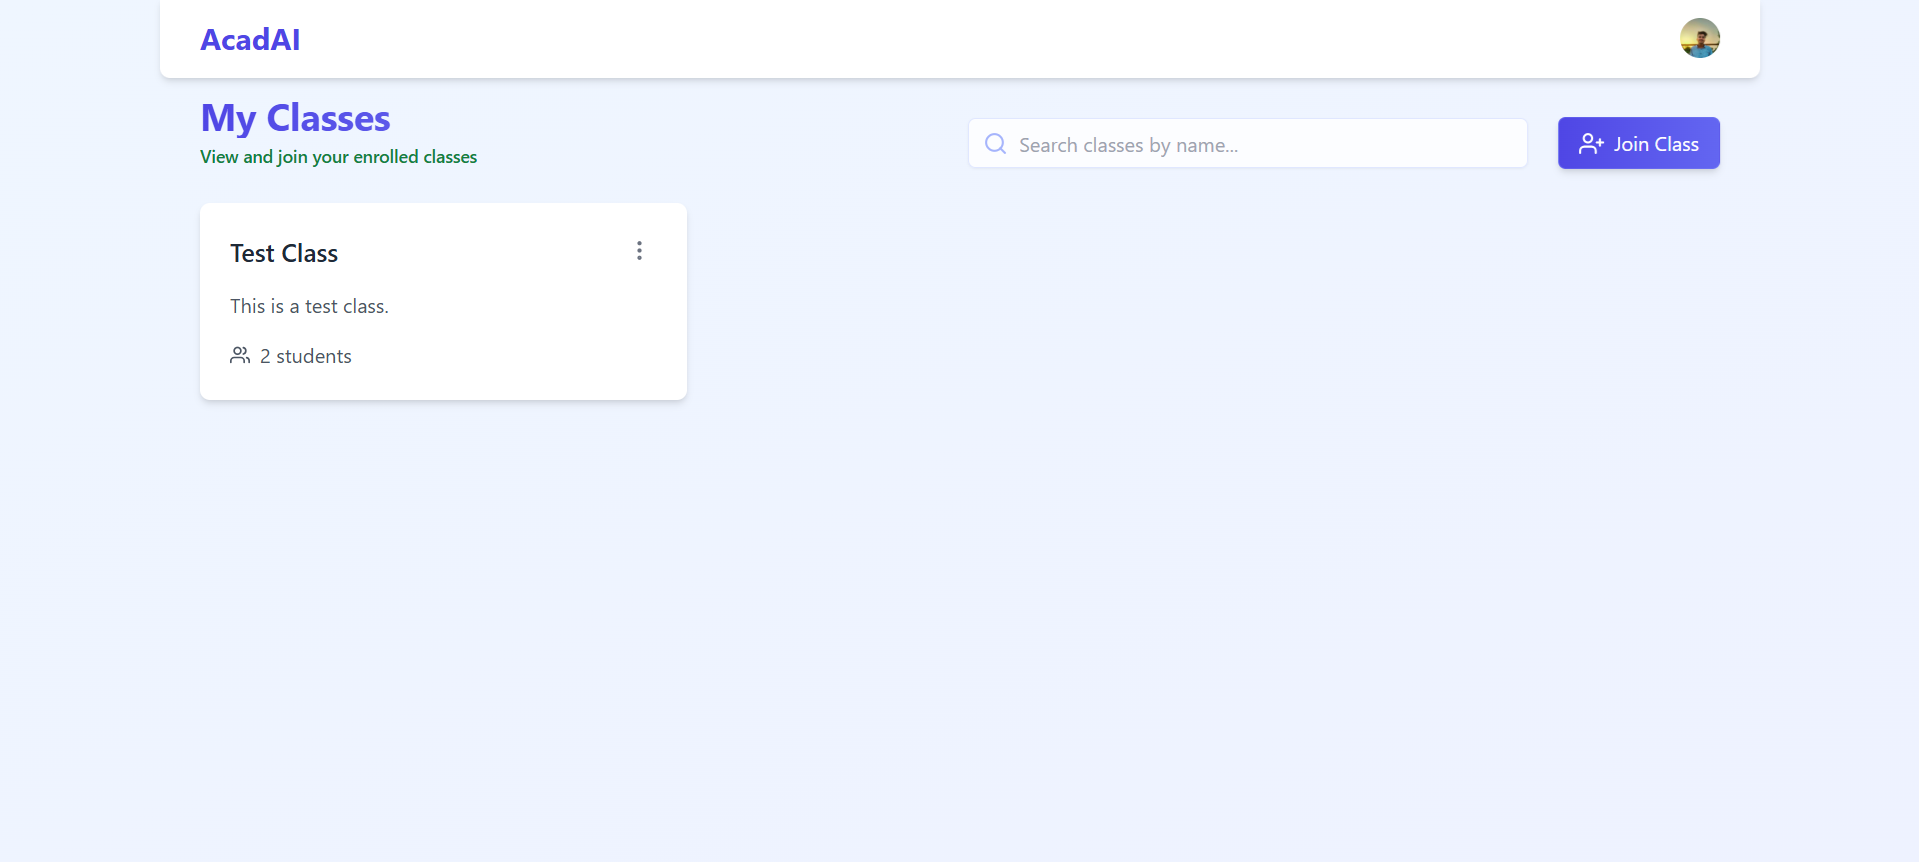 AcadAI
My Classes
View and join your enrolled classes
Search classes by name...
Join Class
Test Class
This is a test class.
2 students